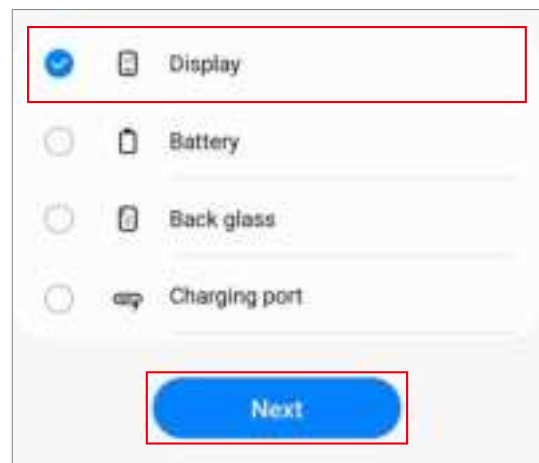 Display
Battery
Back glass
Charging port
Next